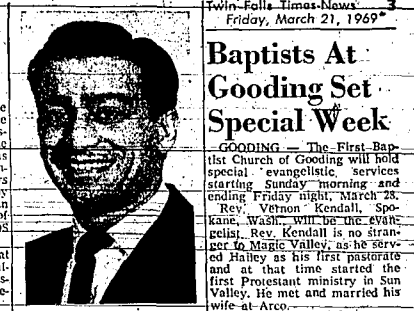 Twin Falls Times-News 3
Friday, March 21, 1969
Baptists At
Gooding Set
Special Week
GOODING — The First Bap-
tist Church of Gooding will hold
special evangelistic services
starting Sunday morning and
ending Friday night, March 28.
Rev. Vernon Kendall, Spo-
kane, Wash., will be the evan-
gelist. Rev. Kendall is no stran-
ger to Magic Valley, as he serv-
ed Hailey as his first pastorate
and at that time started the
first Protestant ministry in Sun
Valley. He met and married his
wife at Arco.